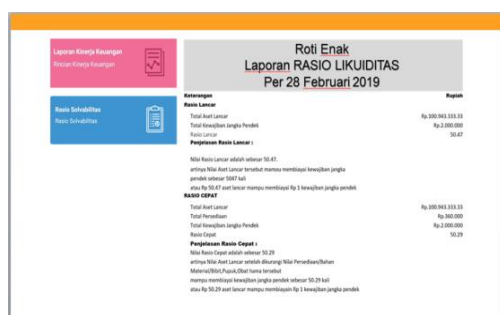 Laporan Kinerja Keuangan
Rincian Kinerja Keuangan
Rasio Solvabilitas
Rasio Solvabilitas
Roti Enak
Laporan RASIO LIKUIDITAS
Per 28 Februari 2019
Keterangan Rupiah
Rasio Lancar
Total Aset Lancar Rp.100.943.333.33
Total Kewajiban Jangka Pendek Rp.2.000.000
Rasio Lancar 50.47
Penjelasan Rasio Lancar :
Nilai Rasio Lancar adalah sebesar 50.47.
artinya Nilai Aset Lancar tersebut mampu membiayai kewajiban jangka
pendek sebesar 5047 kali
atau Rp 50.47 aset lancar mampu membiayai Rp 1 kewajiban jangka pendek
RASIO CEPAT
Total Aset Lancar Rp.100.943.333.33
Total Persediaan Rp.360.000
Total Kewajiban Jangka Pendek Rp.2.000.000
Rasio Cepat 50.29
Penjelasan Rasio Cepat :
Nilai Rasio Cepat adalah sebesar 50.29
artinya Nilai Aset Lancar setelah dikurangi Nilai Persediaan/Bahan
Material/Bibit,Pupuk,Obat hama tersebut
mampu membiayai kewajiban jangka pendek sebesar 50.29 kali
atau Rp 50.29 aset lancar mampu membiayain Rp 1 kewajiban jangka pendek